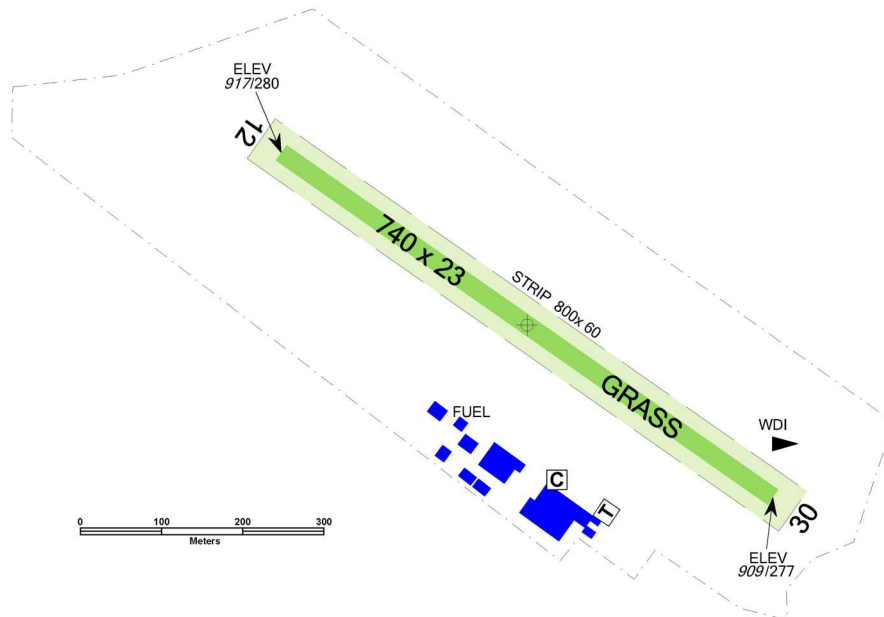 ELEV
917/280
12
740 x 23
STRIP 800x 60
GRASS
WDI
FUEL
C
T
30
ELEV
909/277
0 100 200 300
Meters